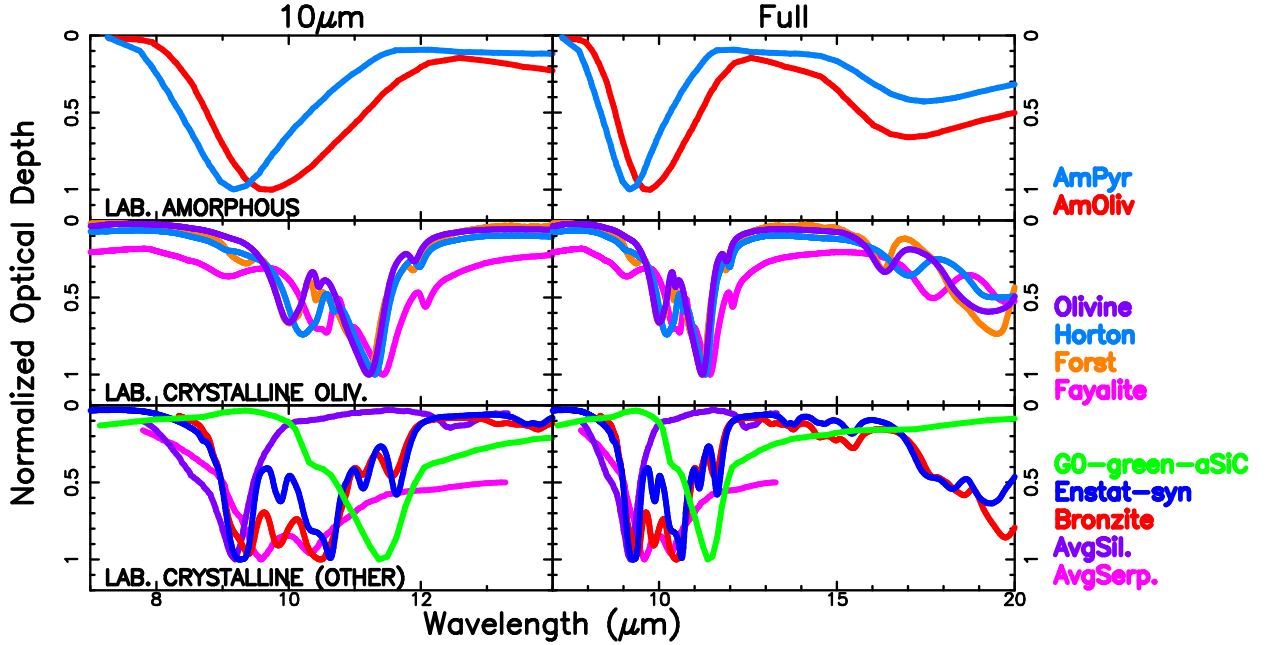 10μm
Full
0
0.5
1
LAB. AMORPHOUS
0
0.5
1
AmPyr
AmOliv
0
0.5
1
LAB. CRYSTALLINE OLIV.
0
0.5
1
Olivine
Horton
Forst
Fayalite
0
0.5
1
LAB. CRYSTALLINE (OTHER)
0
0.5
1
GO-green-aSiC
Enstat-syn
Bronzite
AvgSil.
AvgSerp.
8
10
12
10
15
20
Wavelength (μm)
Normalized Optical Depth